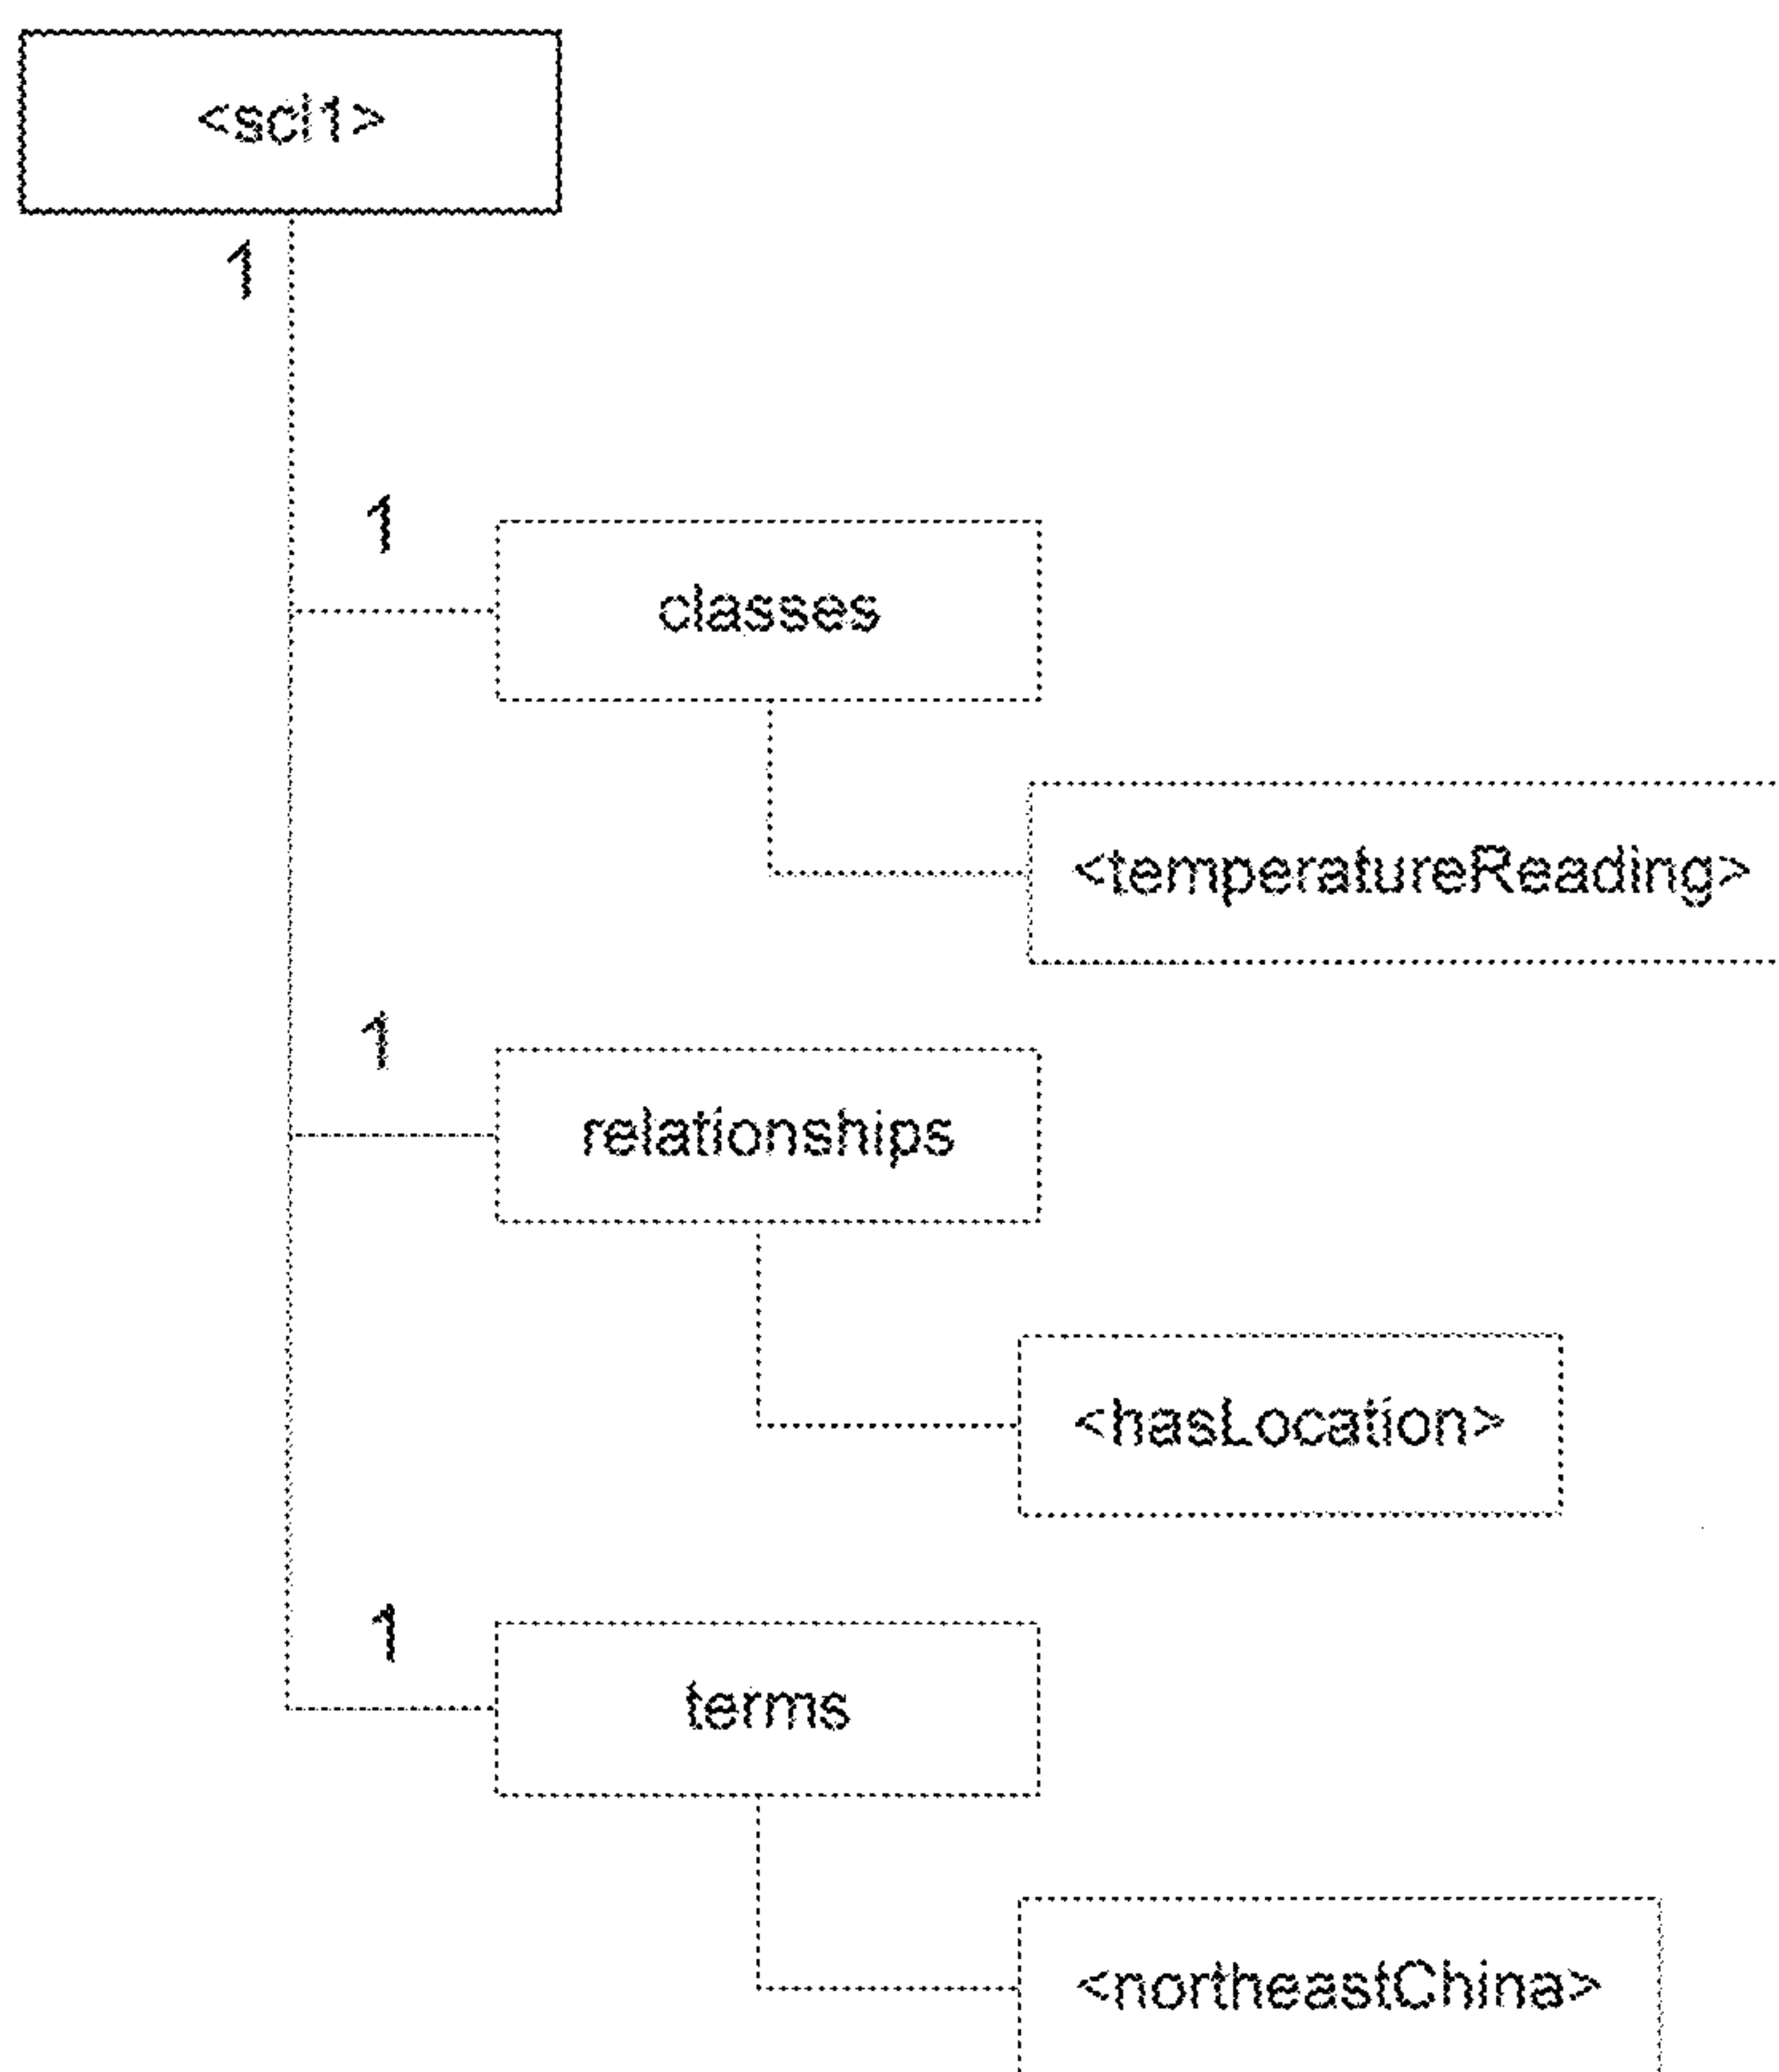 <scl1>
1
1
classes
<temperatureReading>
1
relationships
<hasLocation>
1
terms
<northeastChina>